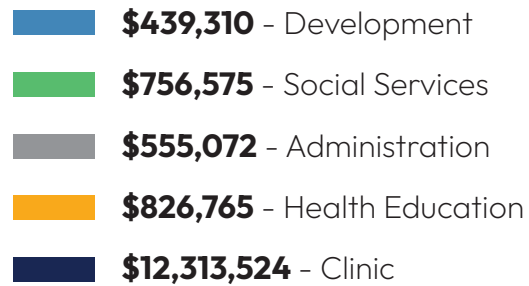 $439,310 - Development
$756,575 - Social Services
$555,072 - Administration
$826,765 - Health Education
$12,313,524 - Clinic